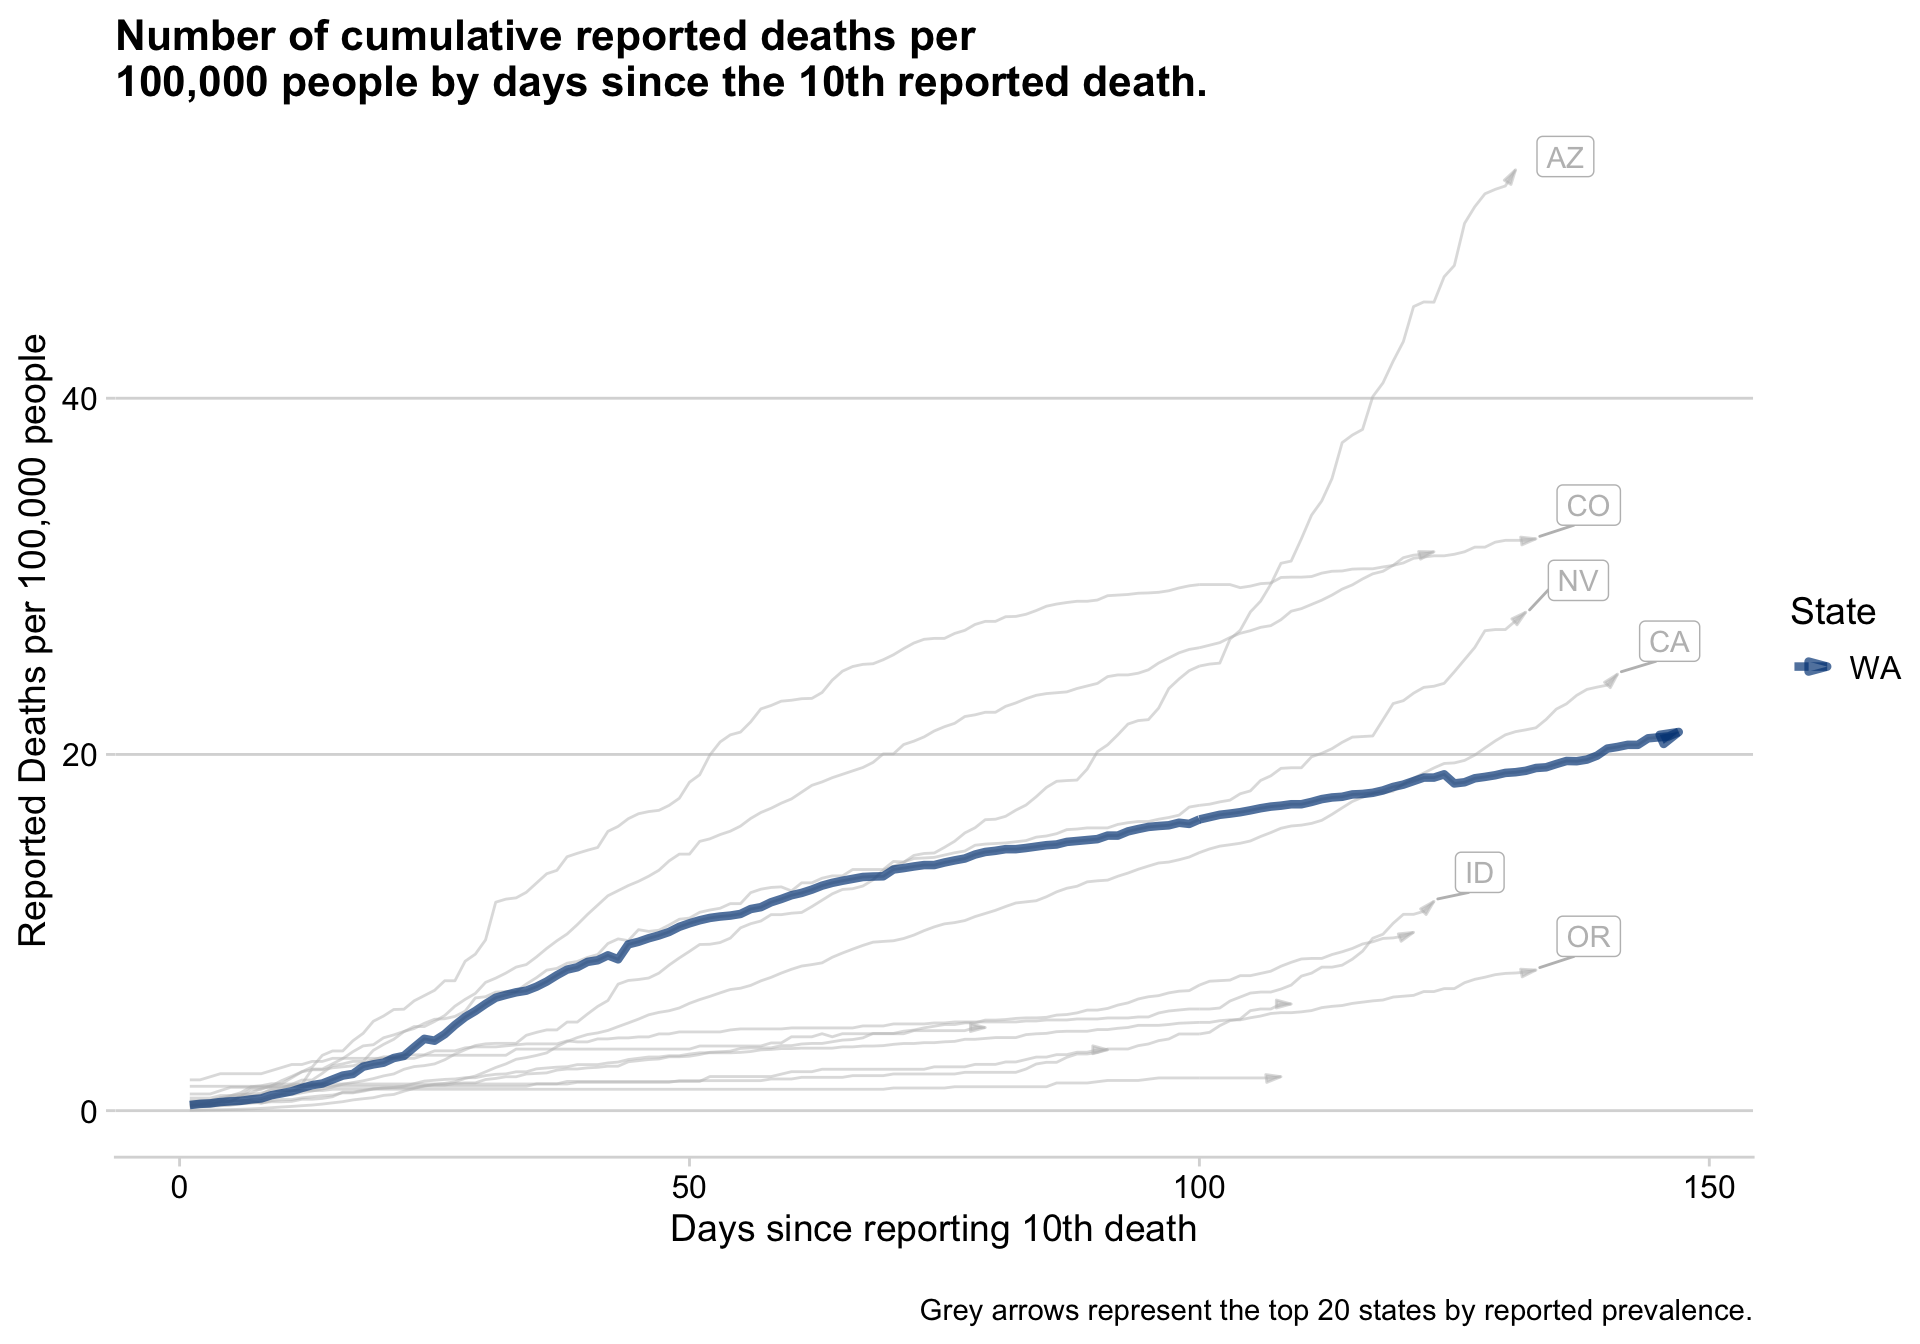 Number of cumulative reported deaths per
100,000 people by days since the 10th reported death.
Reported Deaths per 100,000 people
40
20
0
AZ
CO
NV
CA
ID
OR
State
WA
0 50 100 150
Days since reporting 10th death
Grey arrows represent the top 20 states by reported prevalence.